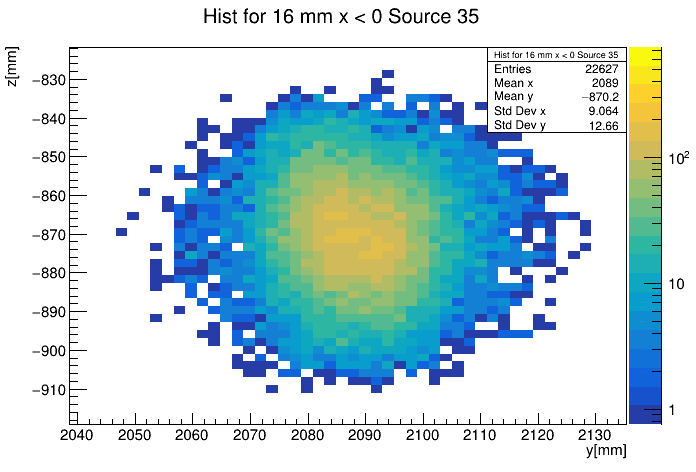 Hist for 16 mm x < 0 Source 35
z[mm]
Hist for 16 mm x < 0 Source 35
Entries 22627
Mean x 2089
Mean y −870.2
Std Dev x 9.064
Std Dev y 12.66
−830
−840
−850
−860
−870
−880
−890
−900
−910
10²
10
1
2040 2050 2060 2070 2080 2090 2100 2110 2120 2130
y[mm]